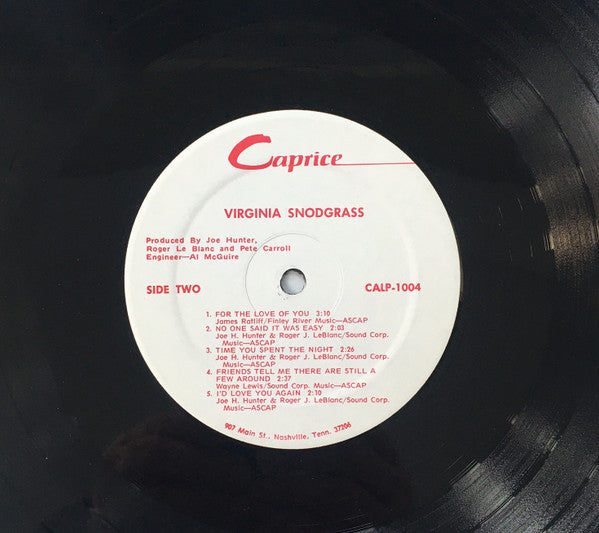 Caprice
VIRGINIA SNODGRASS
Produced By Joe Hunter,
Roger Le Blanc and Pete Carroll
Engineer—Al McGuire
SIDE TWO
CALP-1004
1. FOR THE LOVE OF YOU 3:10
James Ratliff/Finley River Music—ASCAP
2. NO ONE SAID IT WAS EASY 2:03
Joe H. Hunter & Roger J. LeBlanc/Sound Corp.
Music—ASCAP
3. TIME YOU SPENT THE NIGHT 2:26
Joe H. Hunter & Roger J. LeBlanc/Sound Corp.
Music—ASCAP
4. FRIENDS TELL ME THERE ARE STILL A
FEW AROUND 2:37
Wayne Lewis/Sound Corp. Music—ASCAP
5. I'D LOVE YOU AGAIN 2:10
Joe H. Hunter & Roger J. LeBlanc/Sound Corp.
Music—ASCAP
907 Main St., Nashville, Tenn. 37206